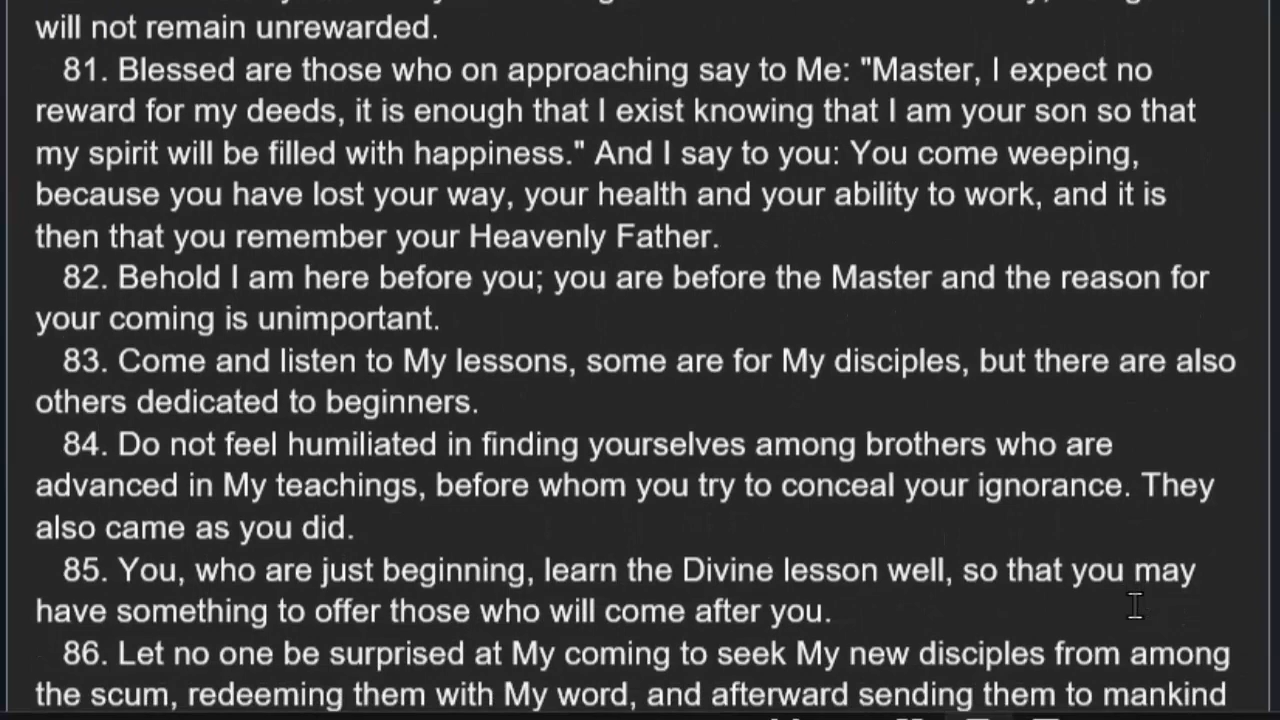 will not remain unrewarded.
81. Blessed are those who on approaching say to Me: "Master, I expect no
reward for my deeds, it is enough that I exist knowing that I am your son so that
my spirit will be filled with happiness." And I say to you: You come weeping,
because you have lost your way, your health and your ability to work, and it is
then that you remember your Heavenly Father.
82. Behold I am here before you; you are before the Master and the reason for
your coming is unimportant.
83. Come and listen to My lessons, some are for My disciples, but there are also
others dedicated to beginners.
84. Do not feel humiliated in finding yourselves among brothers who are
advanced in My teachings, before whom you try to conceal your ignorance. They
also came as you did.
85. You, who are just beginning, learn the Divine lesson well, so that you may
have something to offer those who will come after you.
86. Let no one be surprised at My coming to seek My new disciples from among
the scum, redeeming them with My word, and afterward sending them to mankind